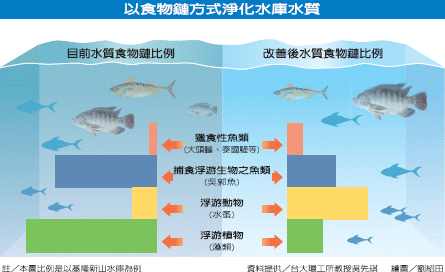 以食物鏈方式淨化水庫水質
目前水質食物鏈比例
改善後水質食物鏈比例
獵食性魚類
(大頭鰱、泰國鱧等)
捕食浮游生物之魚類
(吳郭魚)
浮游動物
(水蚤)
浮游植物
(藻類)
註／本圖比例是以基隆新山水庫為例
資料提供／台大環工所教授吳先琪
繪圖／劉紹田